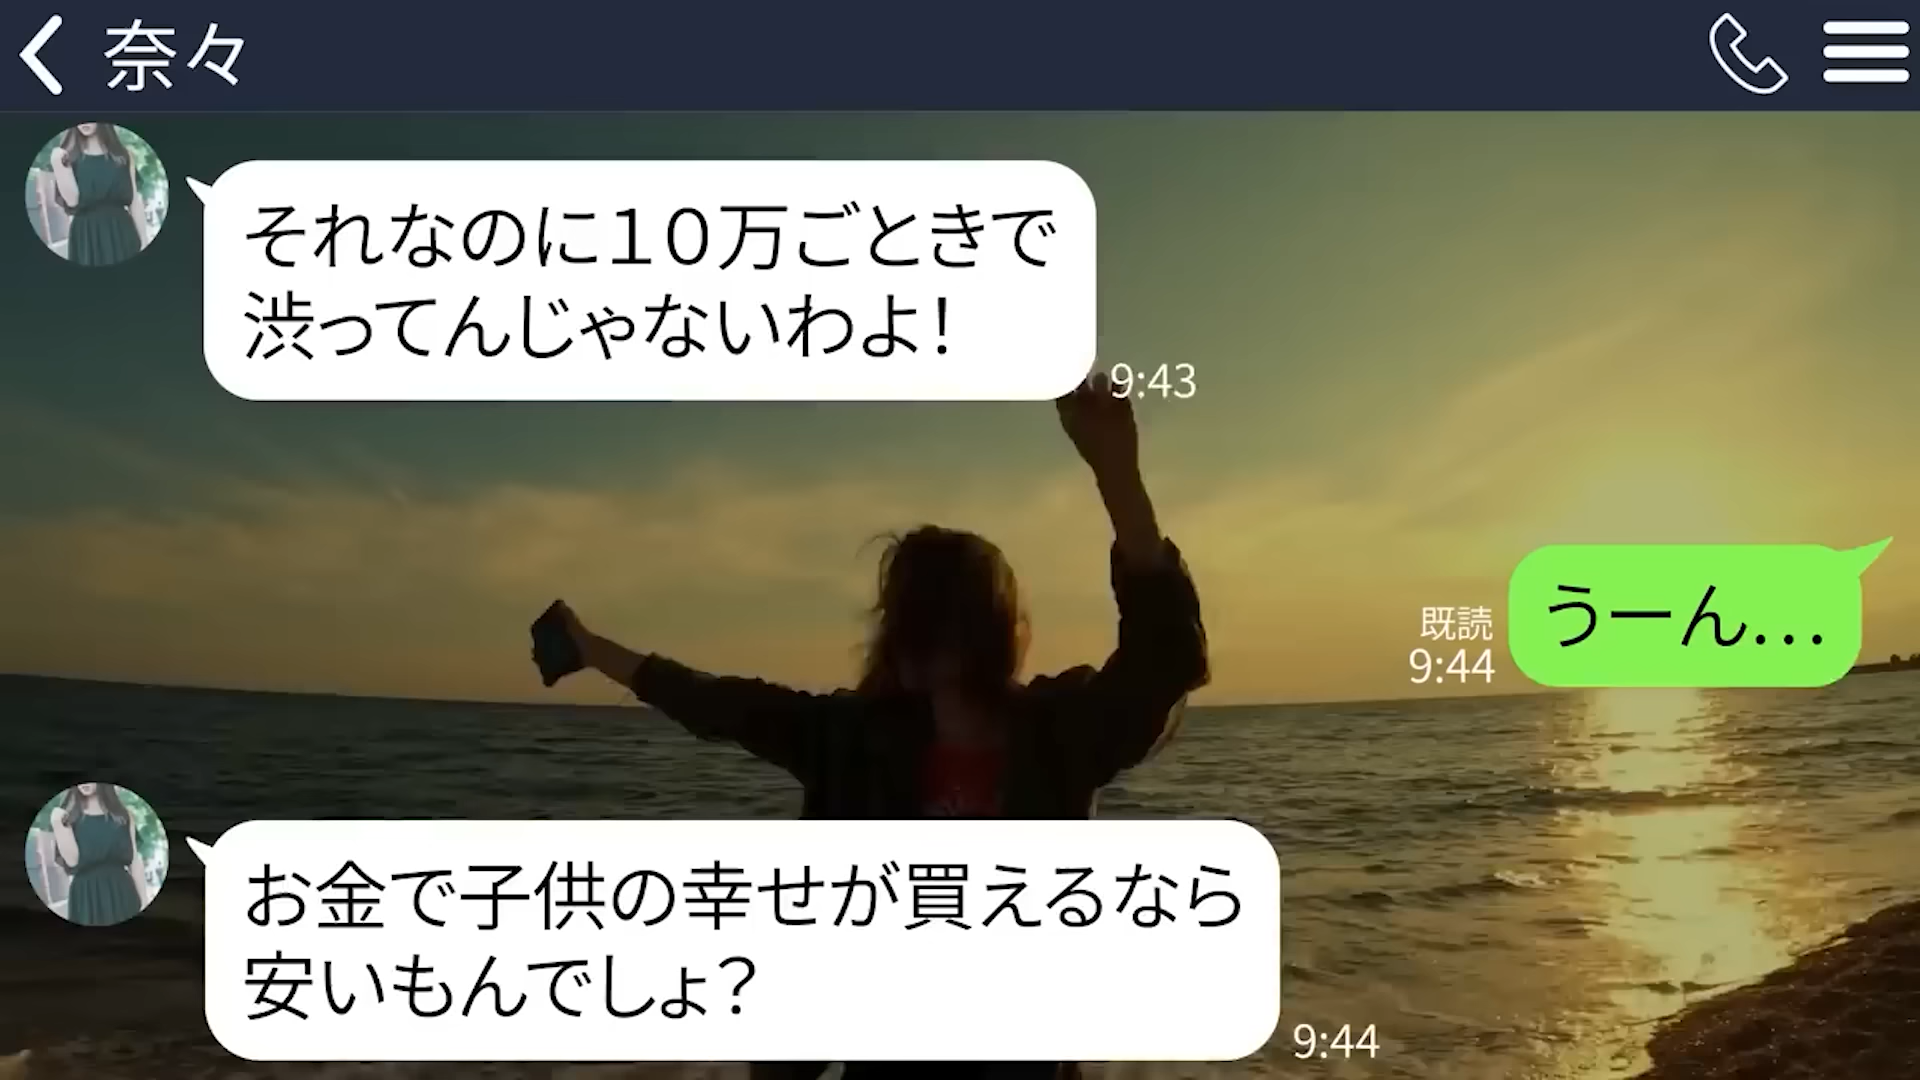 奈々
それなのに１０万ごときで
渋ってんじゃないわよ！
9:43
うーん…
既読
9:44
お金で子供の幸せが買えるなら
安いもんでしょ？
9:44